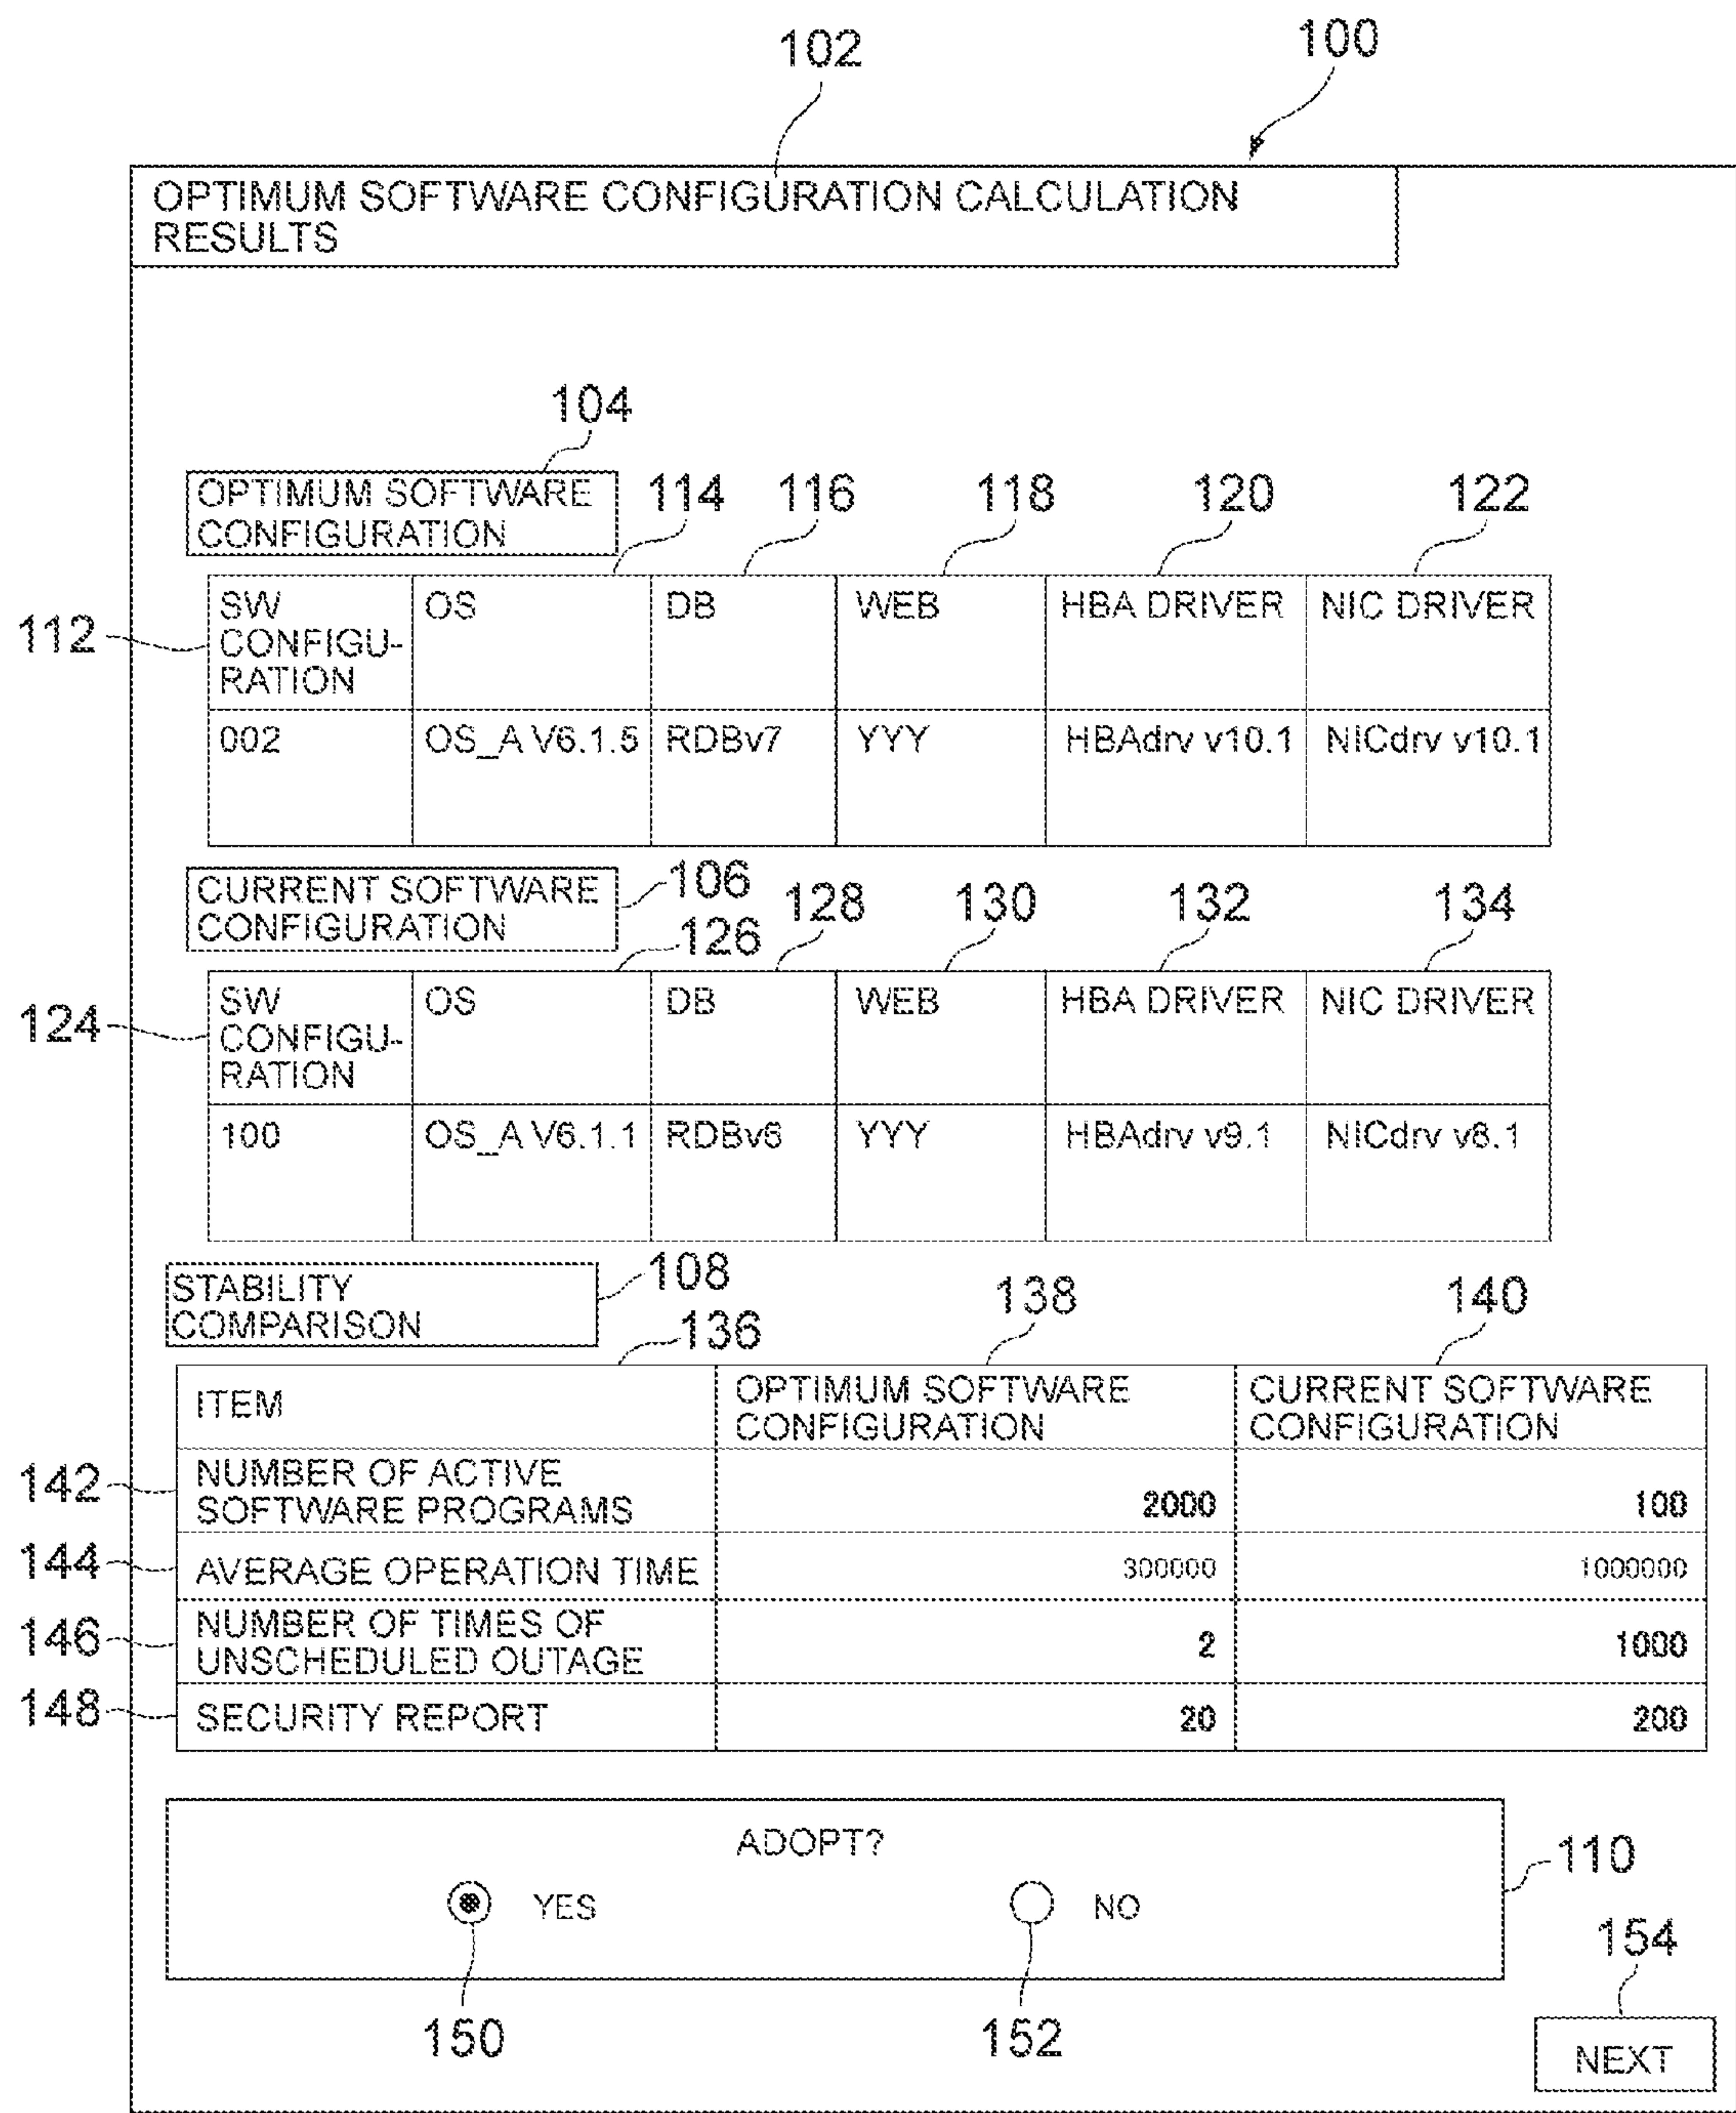 102
100
OPTIMUM SOFTWARE CONFIGURATION CALCULATION
RESULTS
104
OPTIMUM SOFTWARE
CONFIGURATION
114 116 118 120 122
112
SW
CONFIGU-
RATION
OS DB WEB HBA DRIVER NIC DRIVER
002 OS_A V6.1.5 RDBv7 YYY HBAdrv v10.1 NICdrv v10.1
CURRENT SOFTWARE
CONFIGURATION
106
126 128 130 132 134
124
SW
CONFIGU-
RATION
OS DB WEB HBA DRIVER NIC DRIVER
100 OS_A V6.1.1 RDBv6 YYY HBAdrv v9.1 NICdrv v8.1
STABILITY
COMPARISON
108
136 138 140
ITEM
OPTIMUM SOFTWARE
CONFIGURATION
CURRENT SOFTWARE
CONFIGURATION
142
NUMBER OF ACTIVE
SOFTWARE PROGRAMS
2000 100
144 AVERAGE OPERATION TIME 300000 1000000
146
NUMBER OF TIMES OF
UNSCHEDULED OUTAGE
2 1000
148 SECURITY REPORT 20 200
ADOPT?
110
YES NO
150 152
154
NEXT